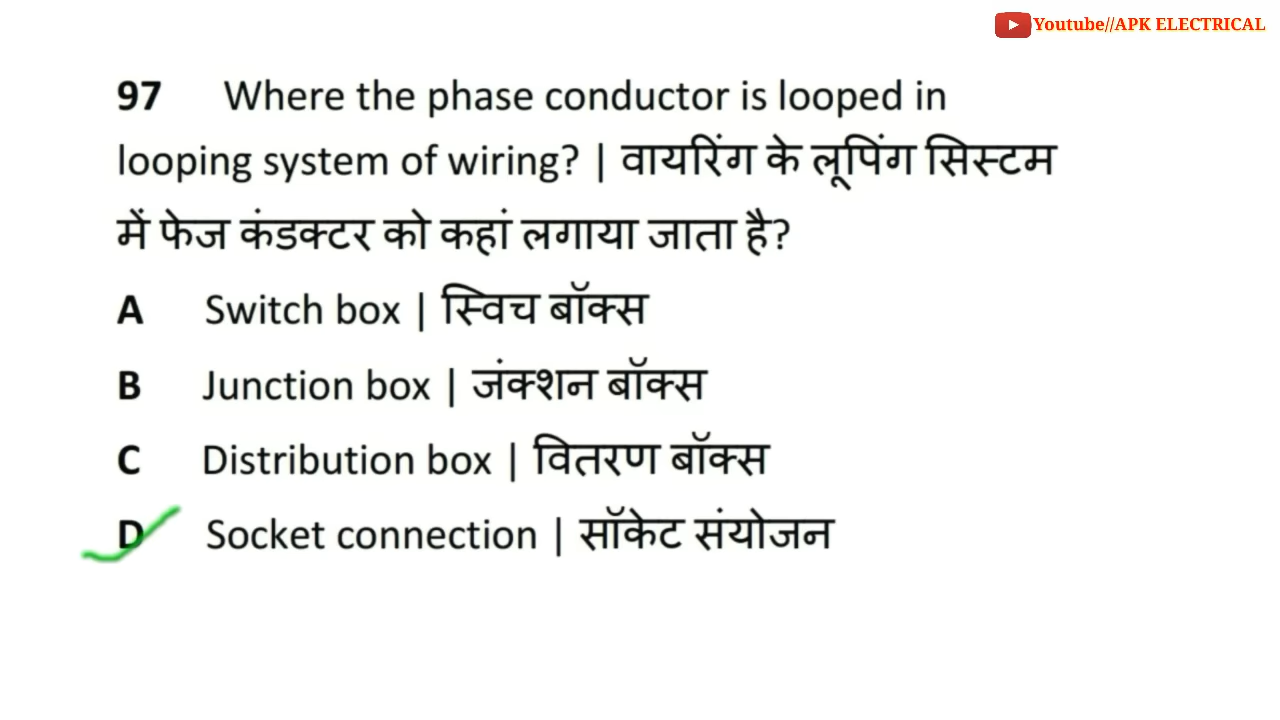 Youtube//APK ELECTRICAL
97 Where the phase conductor is looped in
looping system of wiring? | वायरिंग के लूपिंग सिस्टम
में फेज कंडक्टर को कहां लगाया जाता है?
A Switch box | स्विच बॉक्स
B Junction box | जंक्शन बॉक्स
C Distribution box | वितरण बॉक्स
D Socket connection | सॉकेट संयोजन